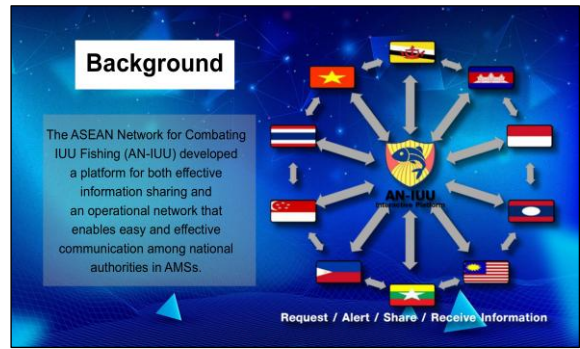 Background
The ASEAN Network for Combating
IUU Fishing (AN-IUU) developed
a platform for both effective
information sharing and
an operational network that
enables easy and effective
communication among national
authorities in AMSs.
AN-IUU
Interactive Platform
Request / Alert / Share / Receive Information